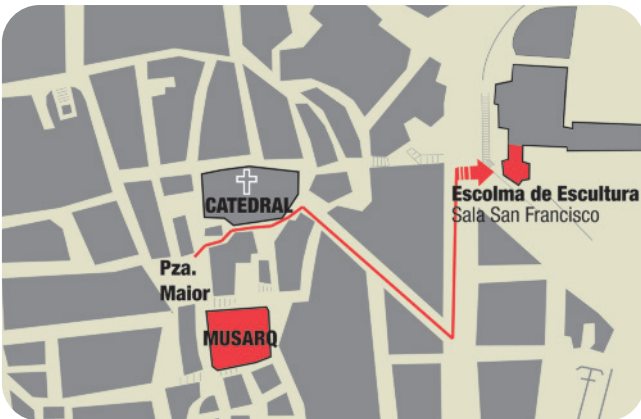 CATEDRAL
Escolma de Escultura
Sala San Francisco
Pza.
Maior
MUSARQ